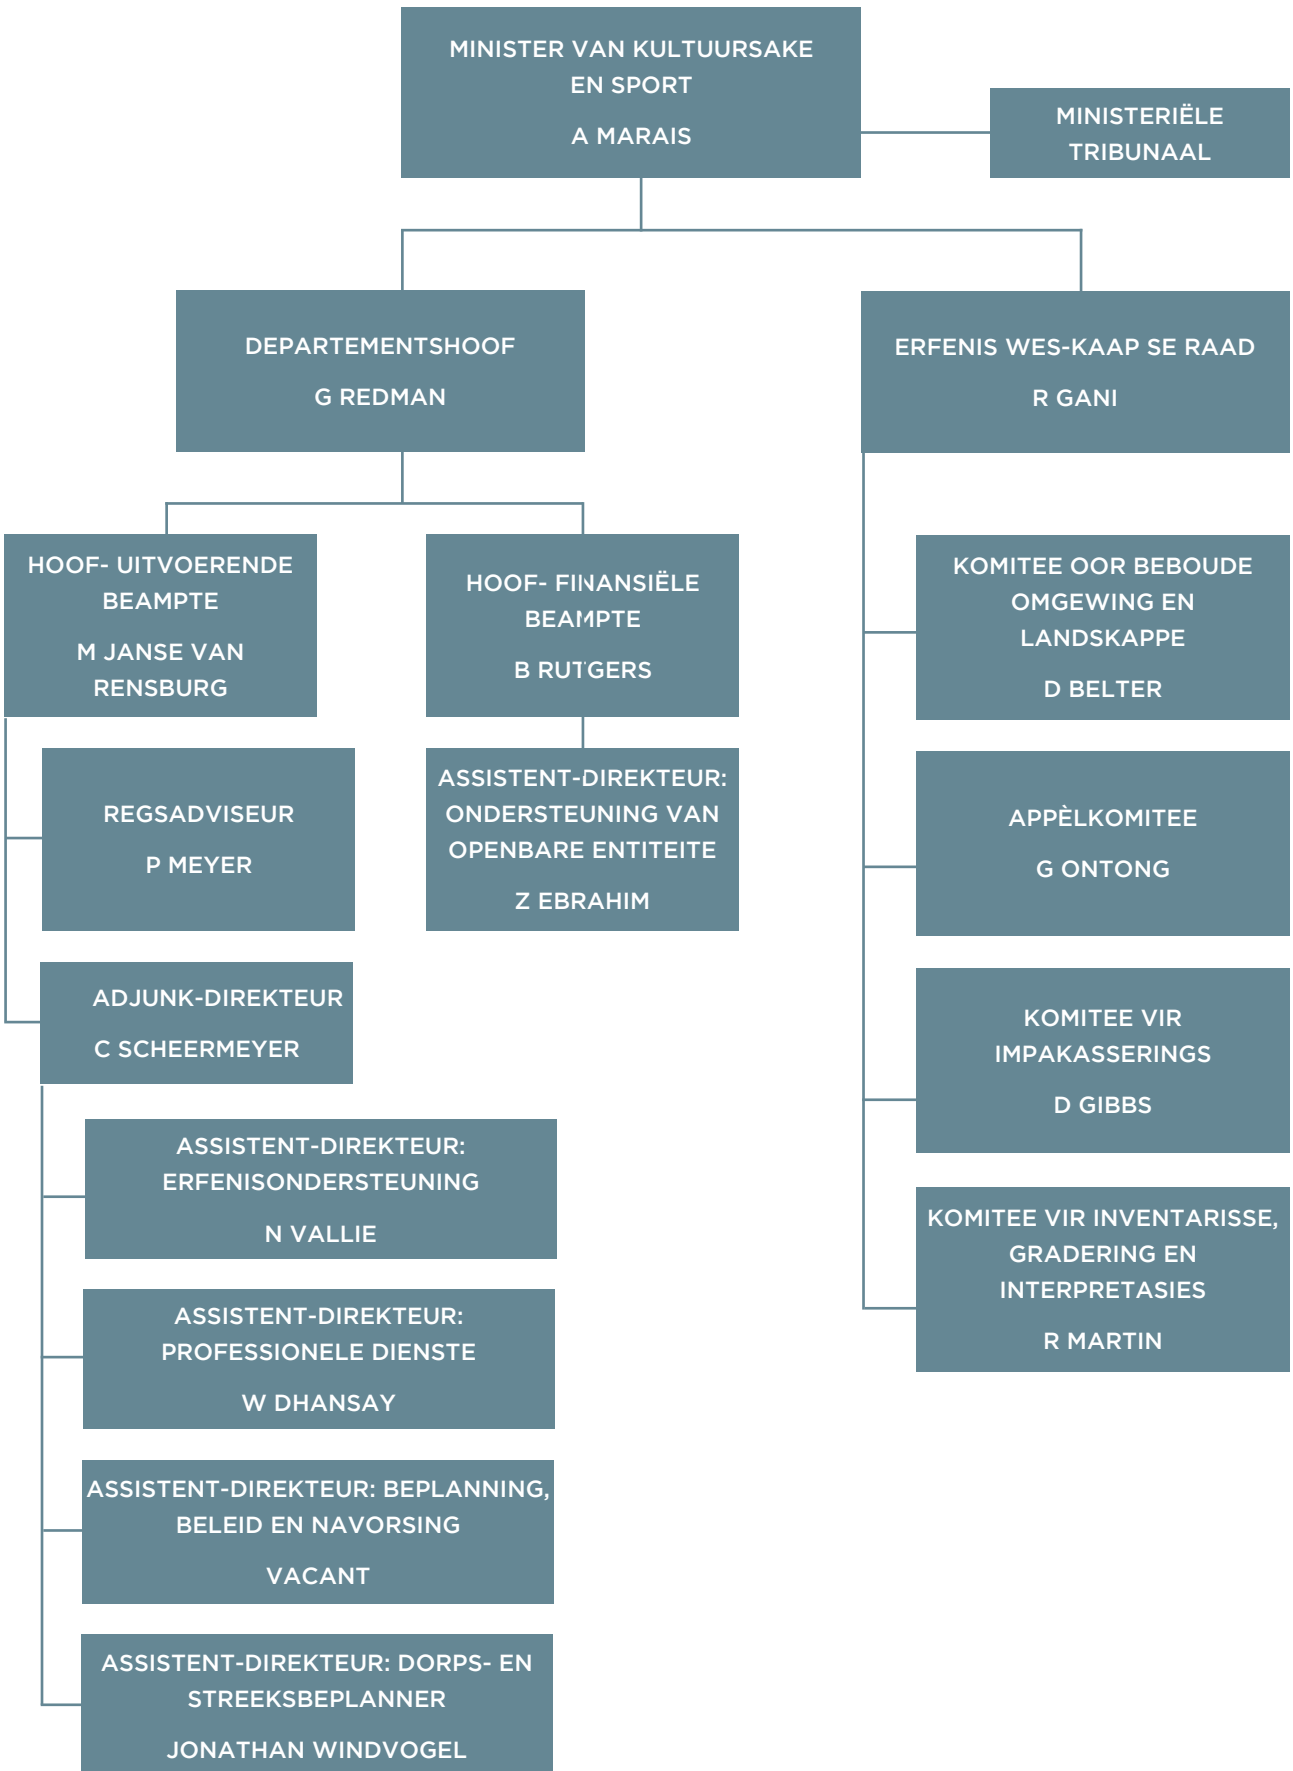 MINISTER VAN KULTUURSAKE
EN SPORT
A MARAIS
MINISTERIËLE
TRIBUNAAL
DEPARTEMENTSHOOF
G REDMAN
ERFENIS WES-KAAP SE RAAD
R GANI
HOOF- UITVOERENDE
BEAMPTE
M JANSE VAN
RENSBURG
HOOF- FINANSIËLE
BEAMPTE
B RUTGERS
REGSADVISEUR
P MEYER
ASSISTENT-DIREKTEUR:
ONDERSTEUNING VAN
OPENBARE ENTITEITE
Z EBRAHIM
ADJUNK-DIREKTEUR
C SCHEERMEYER
ASSISTENT-DIREKTEUR:
ERFENISONDERSTEUNING
N VALLIE
ASSISTENT-DIREKTEUR:
PROFESSIONELE DIENSTE
W DHANSAY
ASSISTENT-DIREKTEUR: BEPLANNING,
BELEID EN NAVORSING
VACANT
ASSISTENT-DIREKTEUR: DORPS- EN
STREEKSBEPLANNER
JONATHAN WINDVOGEL
KOMITEE OOR BEBOUDE
OMGEWING EN
LANDSKAPPE
D BELTER
APPÈLKOMITEE
G ONTONG
KOMITEE VIR
IMPAKASSERINGS
D GIBBS
KOMITEE VIR INVENTARISSE,
GRADERING EN
INTERPRETASIES
R MARTIN